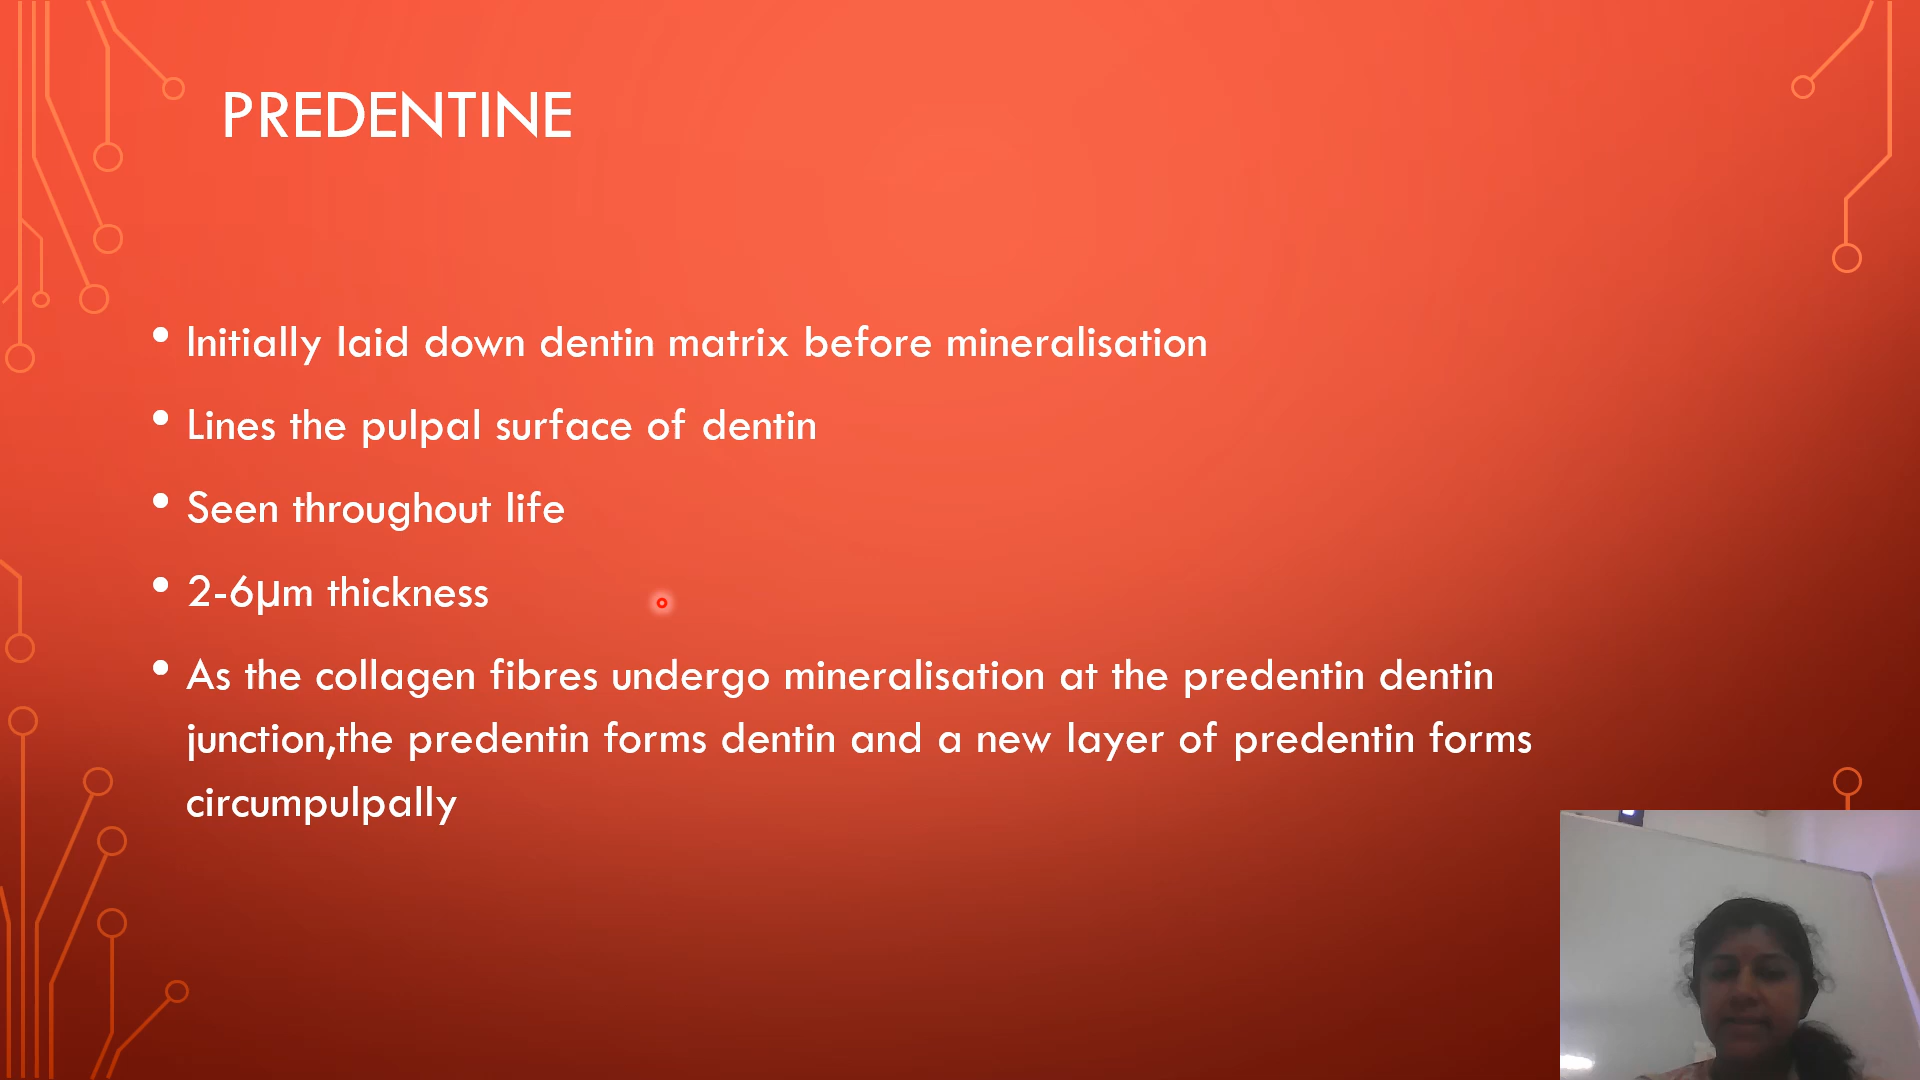 PREDENTINE
• Initially laid down dentin matrix before mineralisation
• Lines the pulpal surface of dentin
• Seen throughout life
• 2-6µm thickness
• As the collagen fibres undergo mineralisation at the predentin dentin
junction,the predentin forms dentin and a new layer of predentin forms
circumpulpally